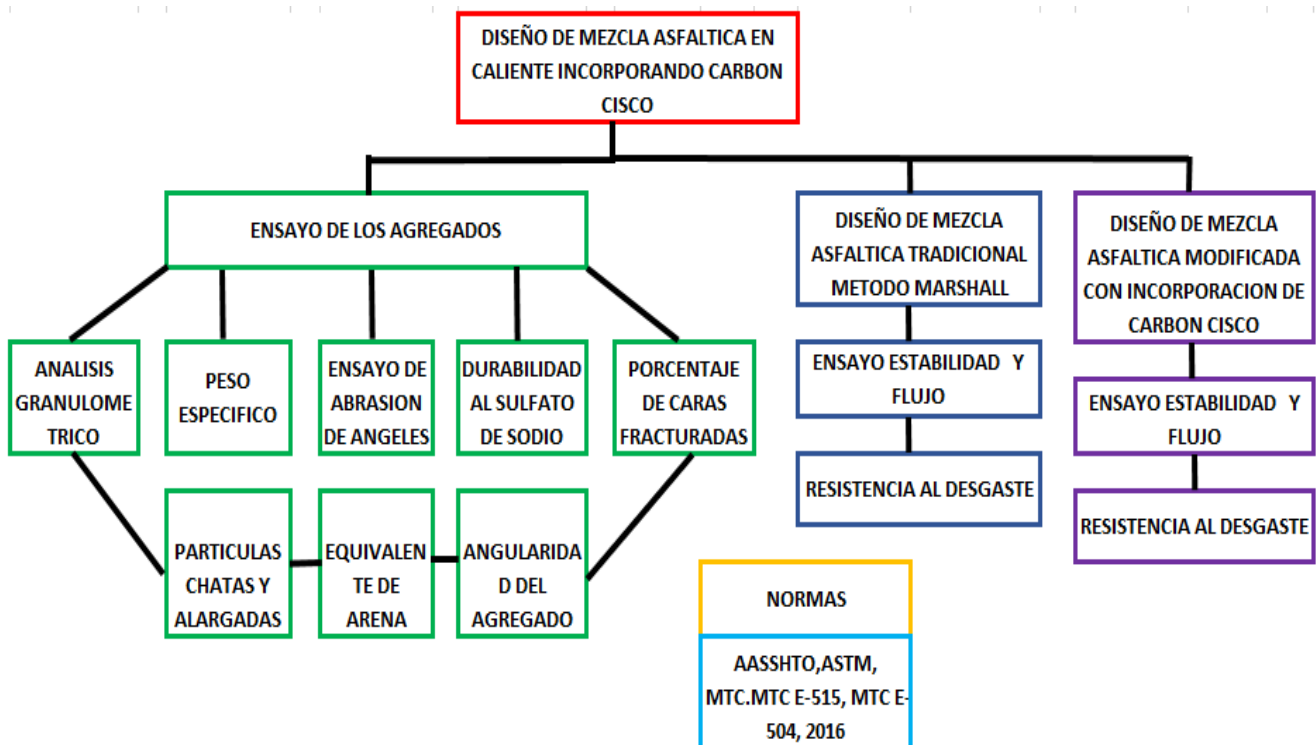 DISEÑO DE MEZCLA ASFALTICA EN
CALIENTE INCORPORANDO CARBON
CISCO
ENSAYO DE LOS AGREGADOS
DISEÑO DE MEZCLA
ASFALTICA TRADICIONAL
METODO MARSHALL
DISEÑO DE MEZCLA
ASFALTICA MODIFICADA
CON INCORPORACION DE
CARBON CISCO
ANALISIS
GRANULOME
TRICO
PESO
ESPECIFICO
ENSAYO DE
ABRASION
DE ANGELES
DURABILIDAD
AL SULFATO
DE SODIO
PORCENTAJE
DE CARAS
FRACTURADAS
ENSAYO ESTABILIDAD Y
FLUJO
ENSAYO ESTABILIDAD Y
FLUJO
PARTICULAS
CHATAS Y
ALARGADAS
EQUIVALEN
TE DE
ARENA
ANGULARIDA
D DEL
AGREGADO
RESISTENCIA AL DESGASTE
RESISTENCIA AL DESGASTE
NORMAS
AASSHTO,ASTM,
MTC.MTC E-515, MTC E-
504, 2016